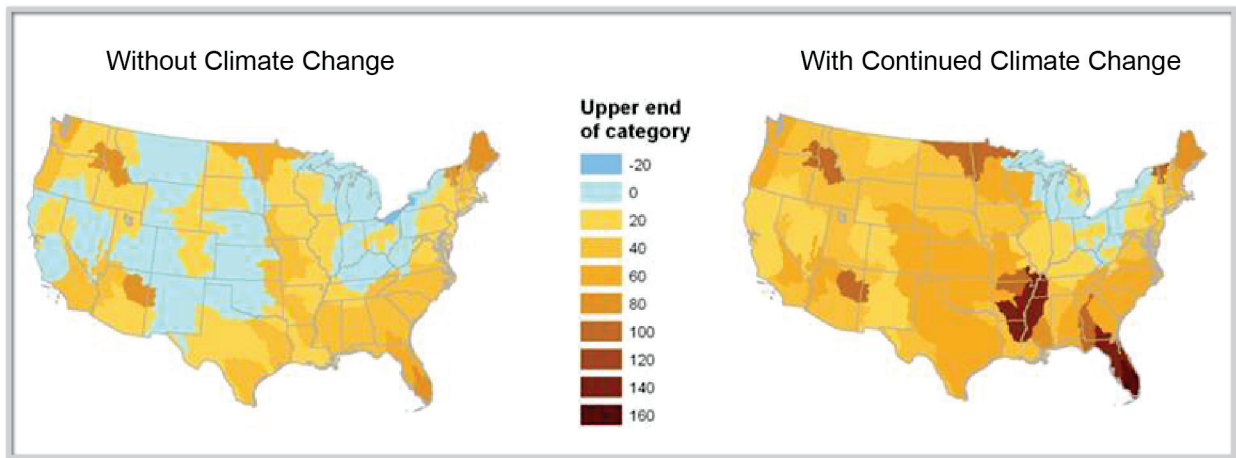 Without Climate Change
With Continued Climate Change
Upper end
of category
-20
0
20
40
60
80
100
120
140
160